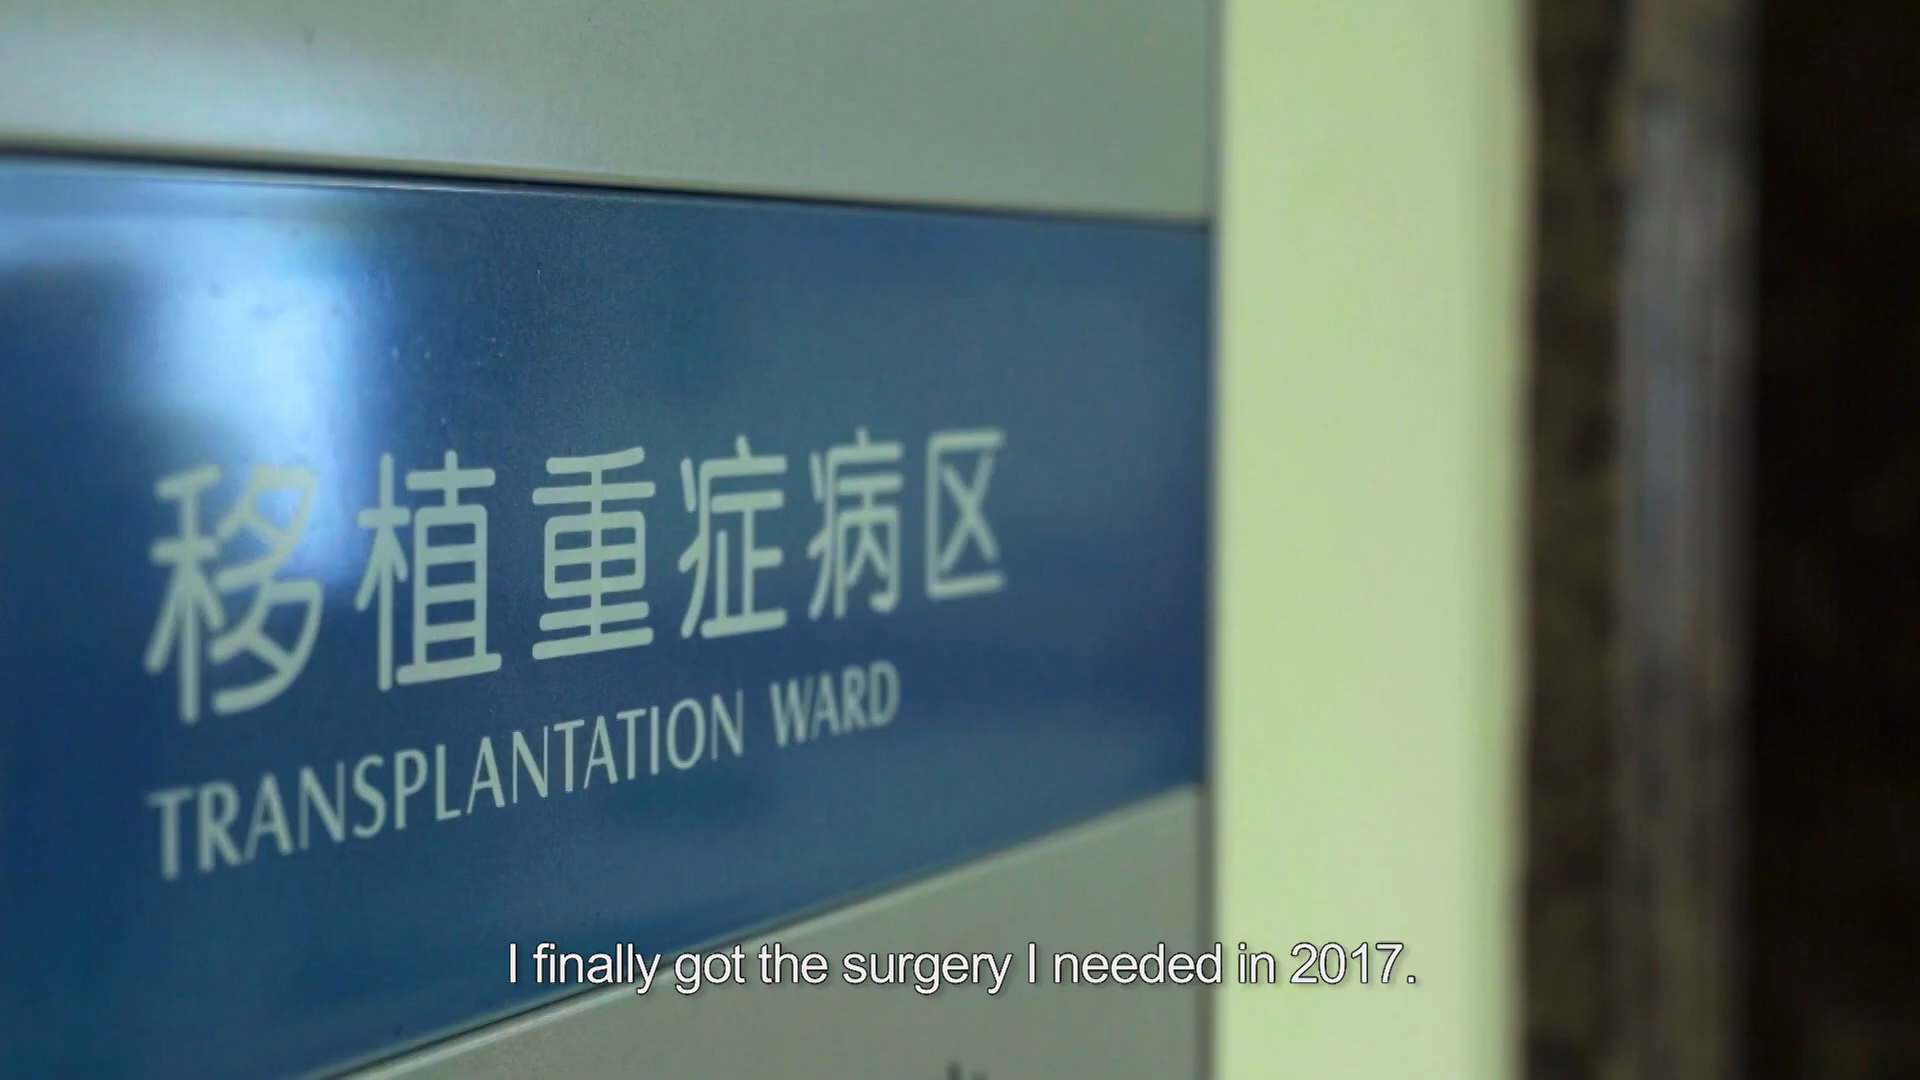 移植重症病区
TRANSPLANTATION WARD
I finally got the surgery I needed in 2017.